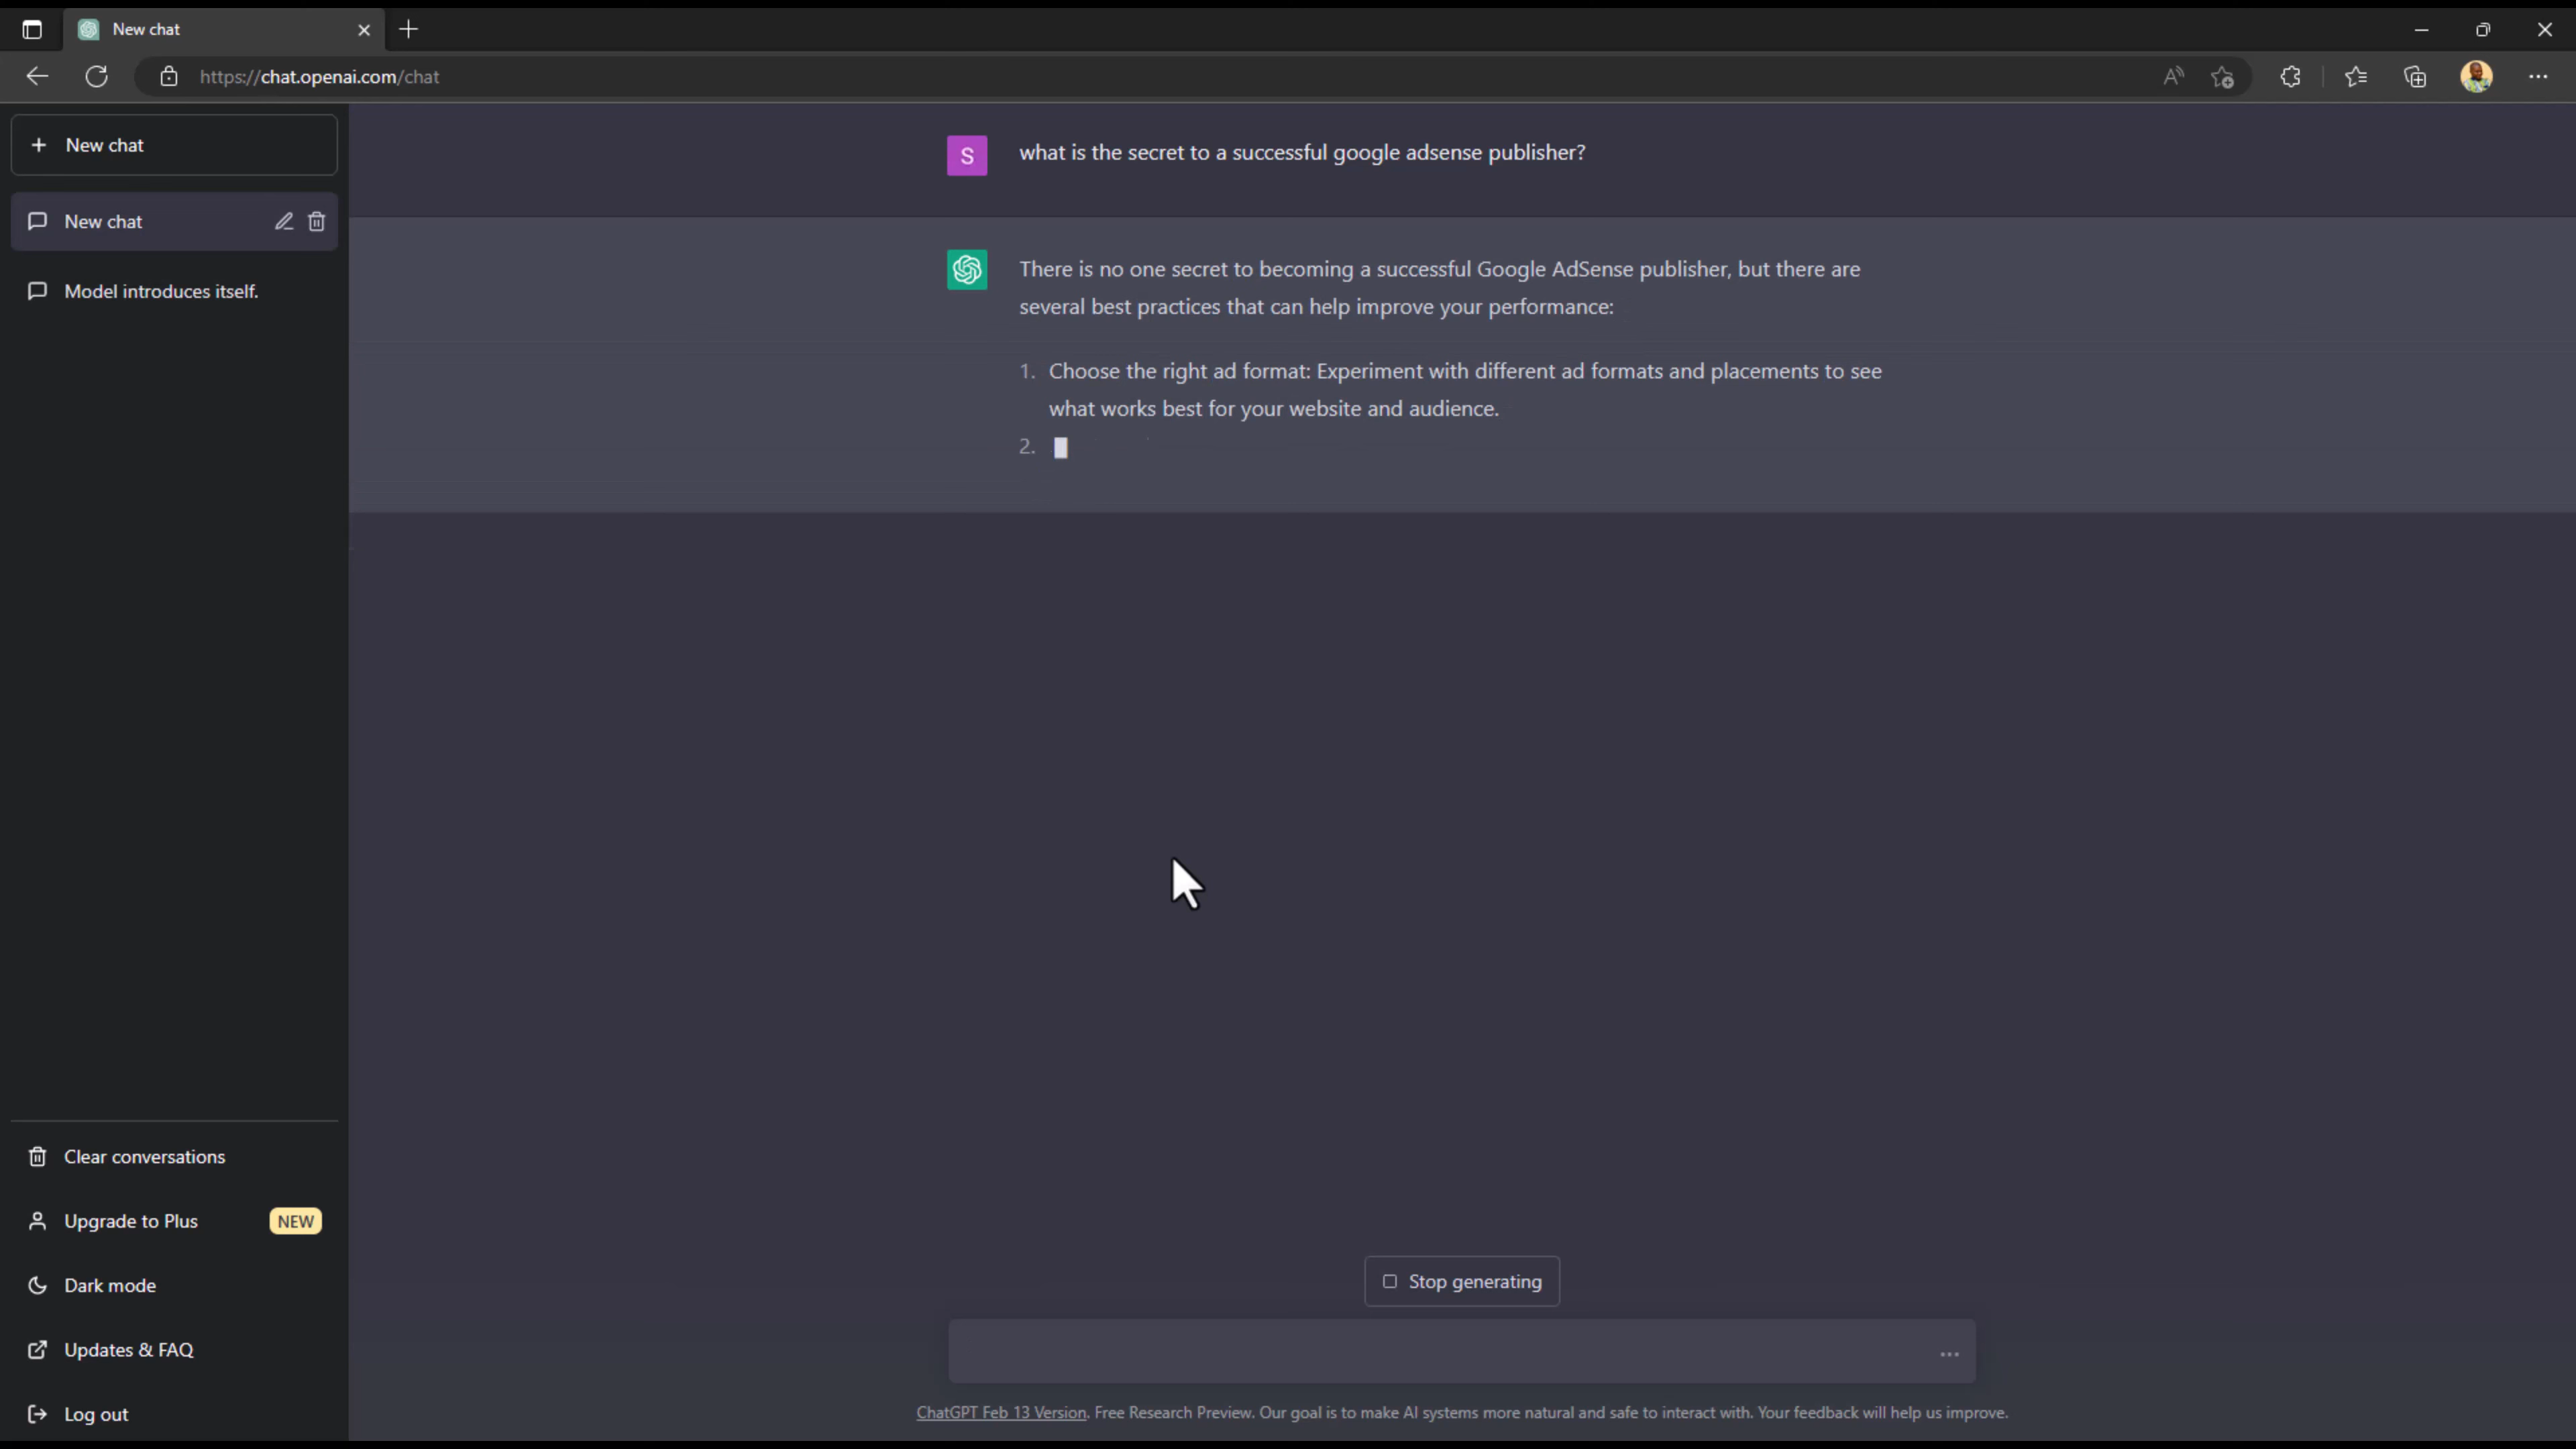 New chat
https://chat.openai.com/chat
New chat
New chat
Model introduces itself.
S
what is the secret to a successful google adsense publisher?
There is no one secret to becoming a successful Google AdSense publisher, but there are
several best practices that can help improve your performance:
1. Choose the right ad format: Experiment with different ad formats and placements to see
what works best for your website and audience.
2.
Clear conversations
Upgrade to Plus NEW
Dark mode
Updates & FAQ
Log out
Stop generating
ChatGPT Feb 13 Version. Free Research Preview. Our goal is to make AI systems more natural and safe to interact with. Your feedback will help us improve.